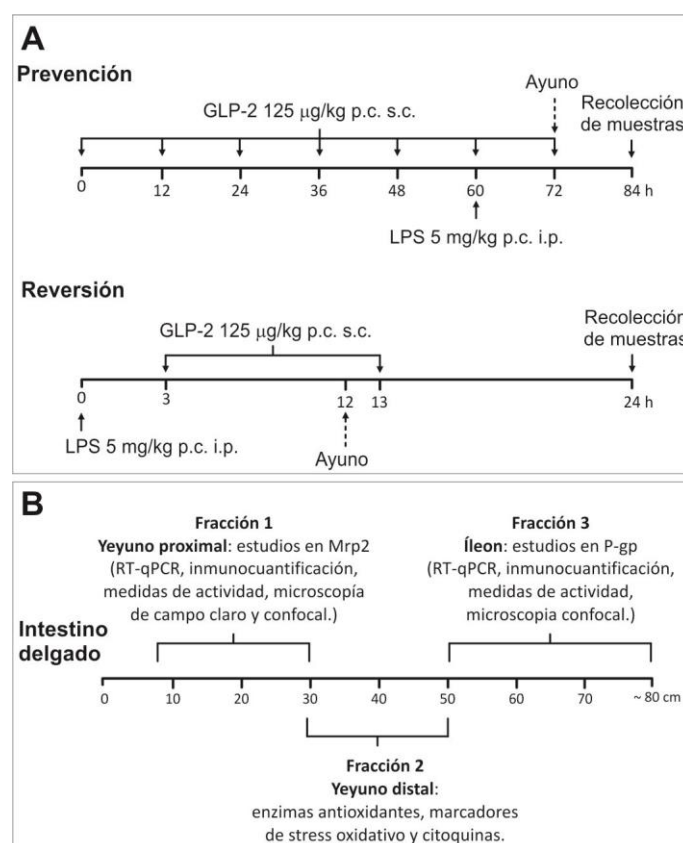 A
Prevención
Ayuno
GLP-2 125 μg/kg p.c. s.c.
Recolección
de muestras
0 12 24 36 48 60 72 84 h
LPS 5 mg/kg p.c. i.p.
Reversión
GLP-2 125 μg/kg p.c. s.c.
Recolección
de muestras
0 3 12 13 24 h
LPS 5 mg/kg p.c. i.p.
Ayuno
B
Fracción 1
Yeyuno proximal: estudios en Mrp2
(RT-qPCR, inmunocuantificación,
medidas de actividad, microscopía
de campo claro y confocal.)
Fracción 3
Íleon: estudios en P-gp
(RT-qPCR, inmunocuantificación,
medidas de actividad,
microscopia confocal.)
Intestino
delgado
0 10 20 30 40 50 60 70 ~ 80 cm
Fracción 2
Yeyuno distal:
enzimas antioxidantes, marcadores
de stress oxidativo y citoquinas.